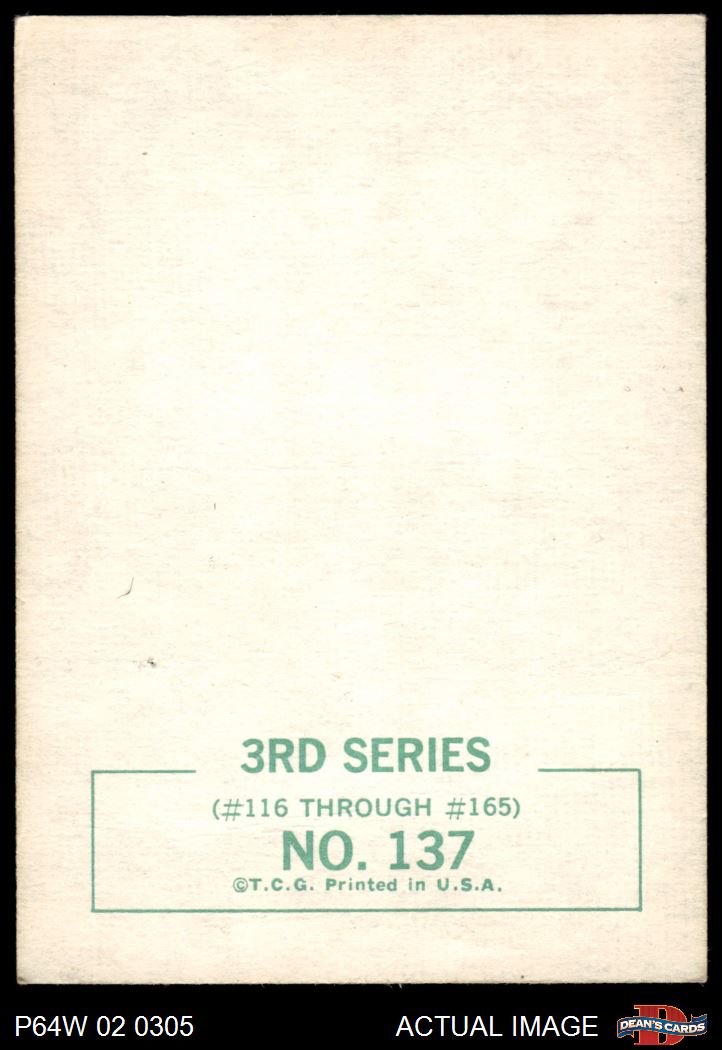 3RD SERIES
(#116 THROUGH #165)
NO. 137
©T.C.G. Printed in U.S.A.
P64W 02 0305
ACTUAL IMAGE
D
DEAN'S CARDS